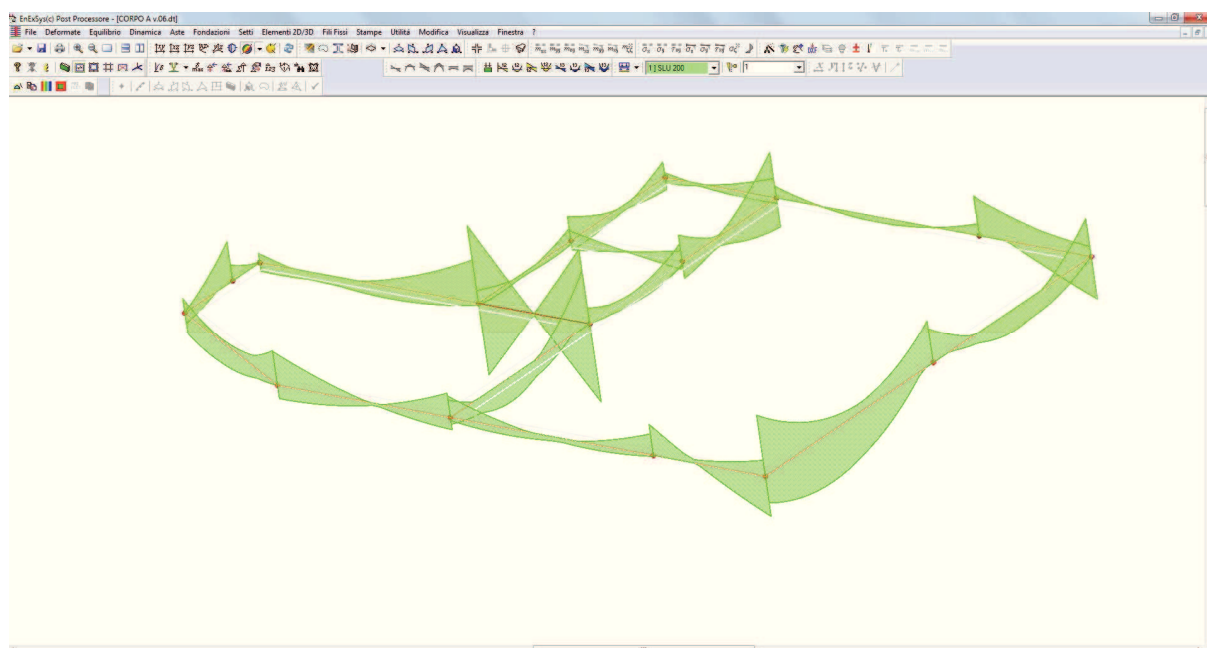 EnExSys(c) Post Processore - [CORPO A v.06.dt]
File Deformate Equilibrio Dinamica Aste Fondazioni Setti Elementi 2D/3D Fili Fissi Stampe Utilità Modifica Visualizza Finestra ?
1] SLU 200 1